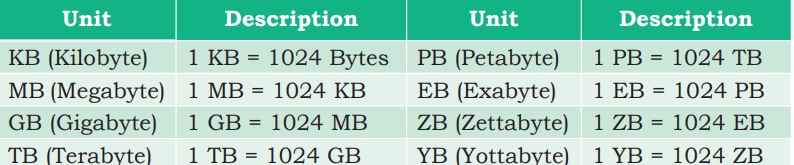 Unit Description Unit Description
KB (Kilobyte) 1 KB = 1024 Bytes PB (Petabyte) 1 PB = 1024 TB
MB (Megabyte) 1 MB = 1024 KB EB (Exabyte) 1 EB = 1024 PB
GB (Gigabyte) 1 GB = 1024 MB ZB (Zettabyte) 1 ZB = 1024 EB
TB (Terabyte) 1 TB = 1024 GB YB (Yottabyte) 1 YB = 1024 ZB